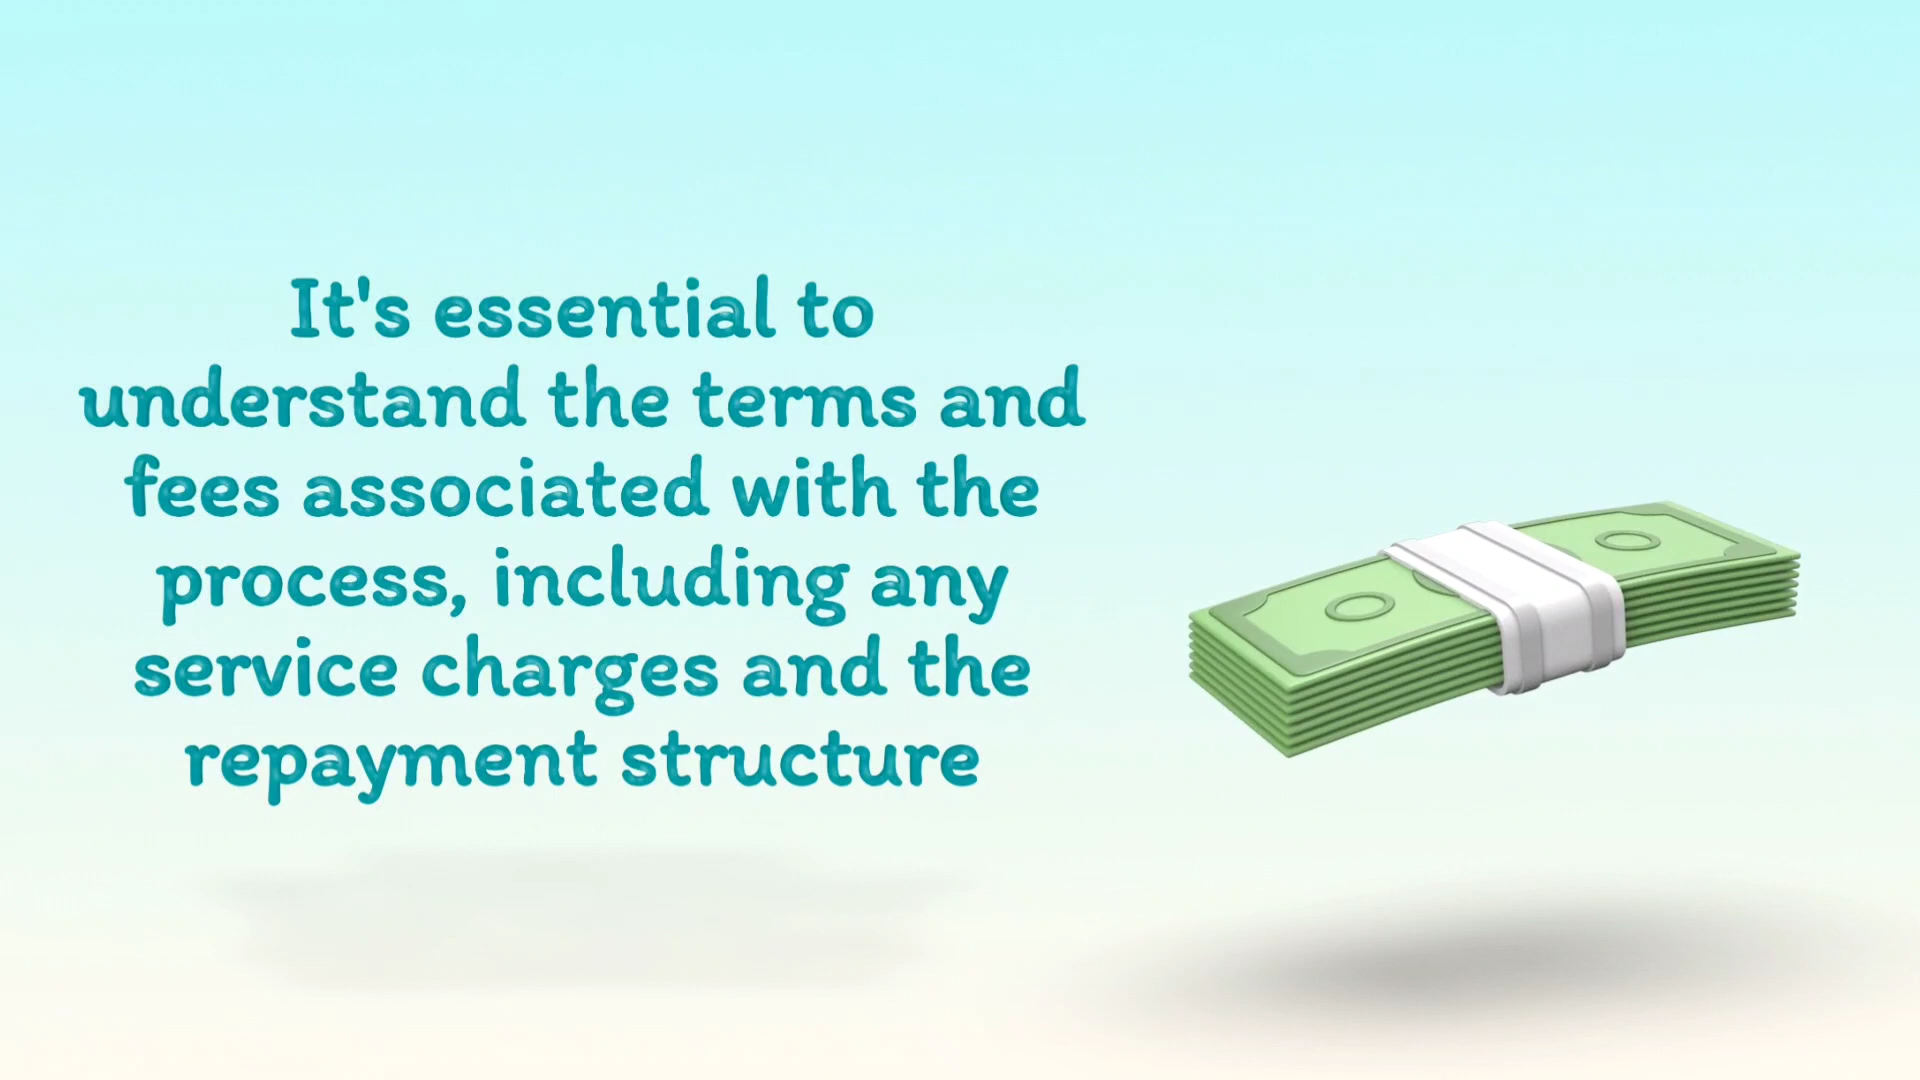 It's essential to
understand the terms and
fees associated with the
process, including any
service charges and the
repayment structure